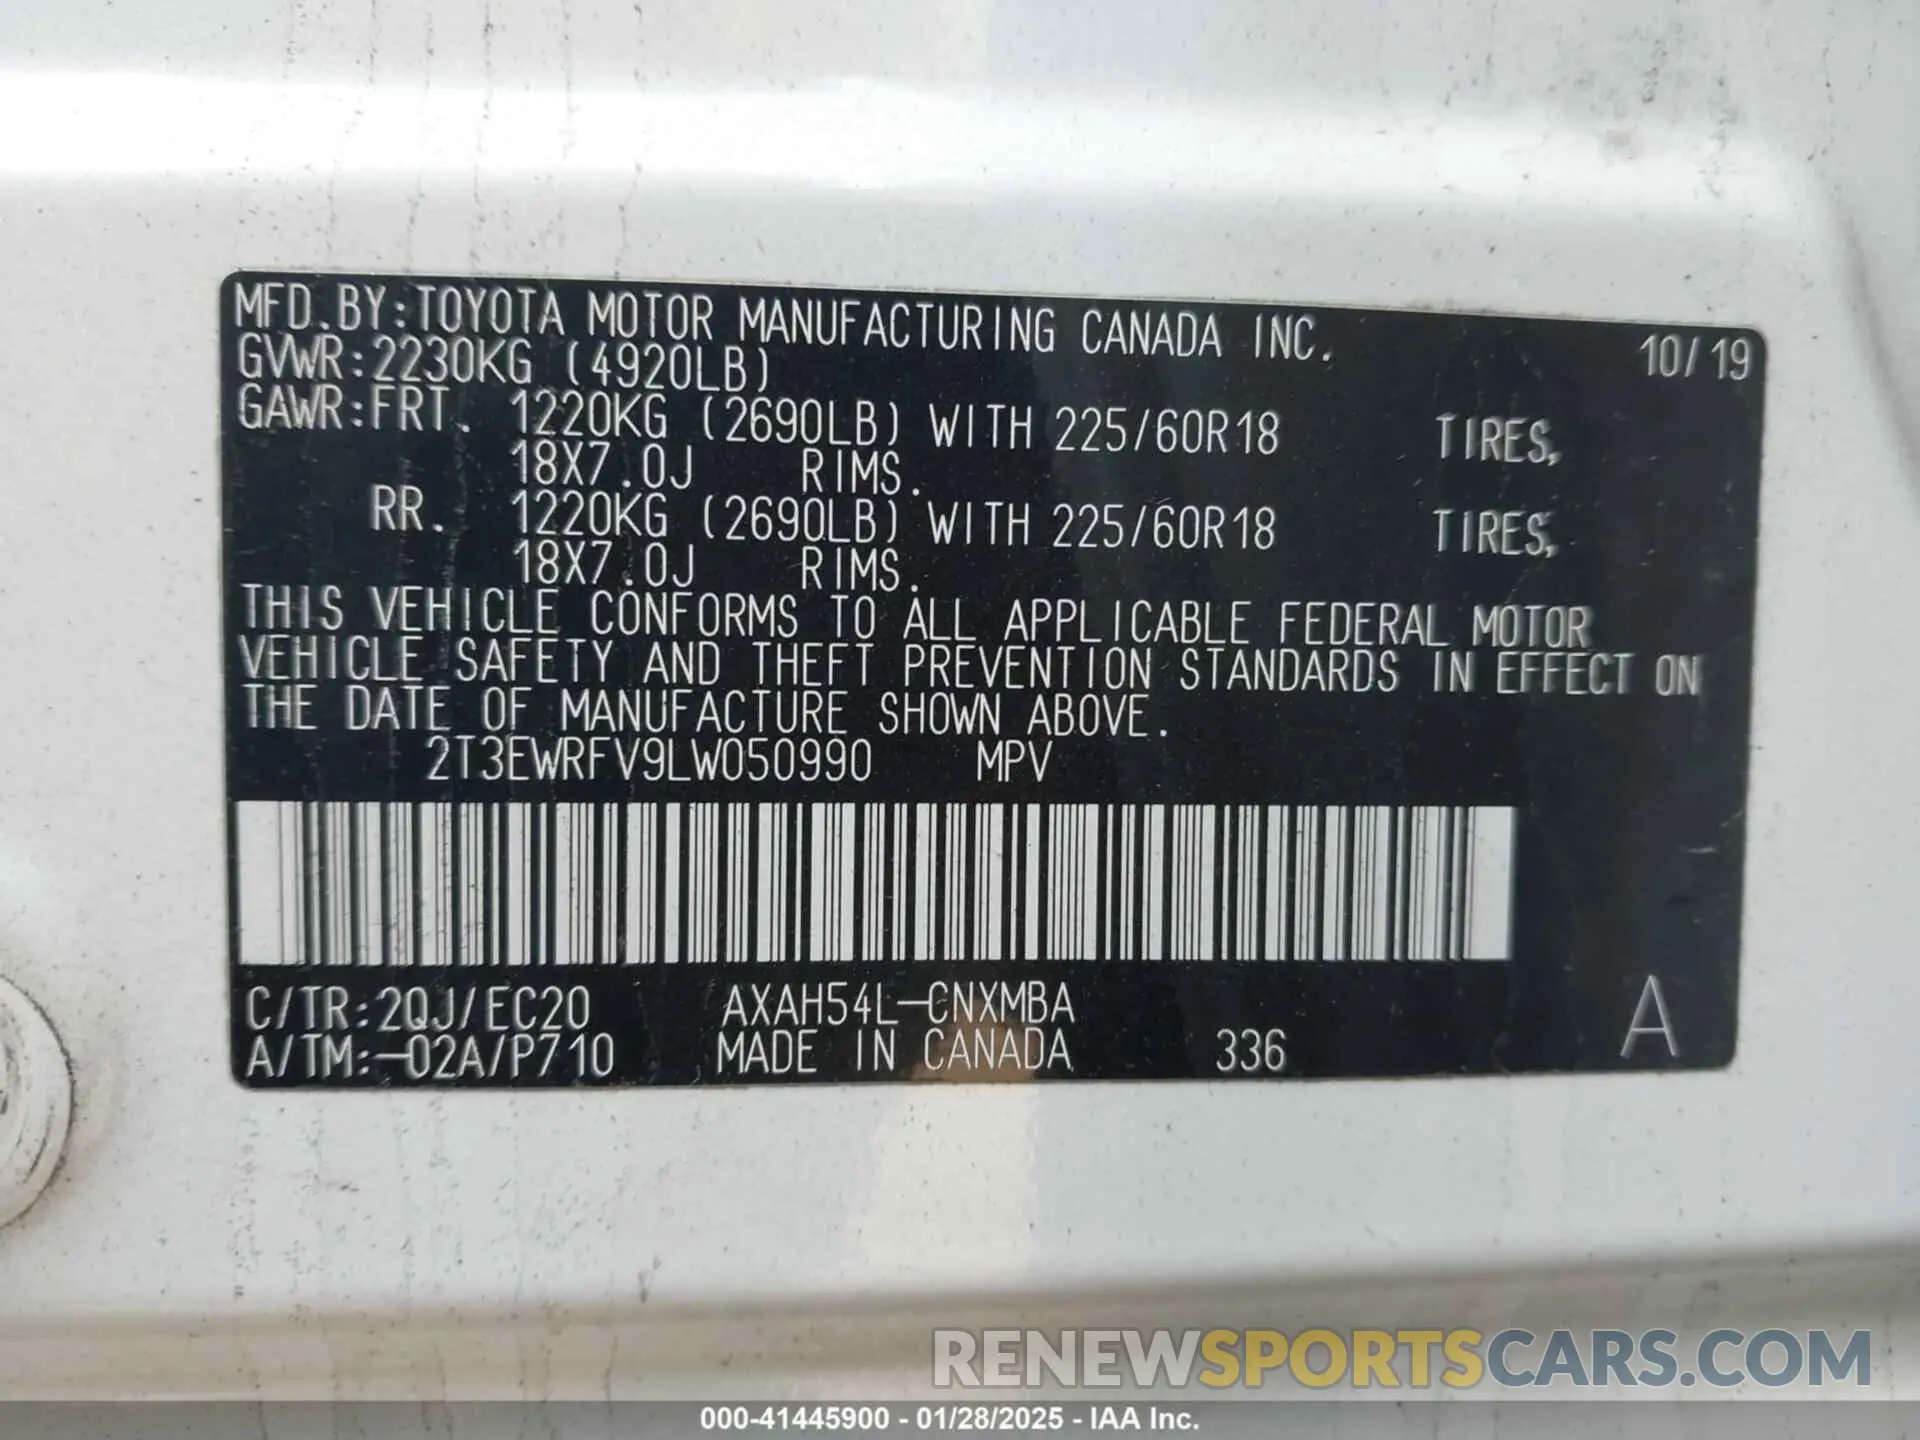 MFD.BY:TOYOTA MOTOR MANUFACTURING CANADA INC. 10/19
GVWR:2230KG (4920LB)
GAWR:FRT. 1220KG (2690LB) WITH 225/60R18 TIRES,
18X7.0J RIMS.
RR. 1220KG (2690LB) WITH 225/60R18 TIRES,
18X7.0J RIMS.
THIS VEHICLE CONFORMS TO ALL APPLICABLE FEDERAL MOTOR
VEHICLE SAFETY AND THEFT PREVENTION STANDARDS IN EFFECT ON
THE DATE OF MANUFACTURE SHOWN ABOVE.
2T3EWRFV9LW050990 MPV
C/TR:2QJ/EC20 AXAH54L-CNXMBA
A/TM:-02A/P710 MADE IN CANADA 336 A
RENEWSPORTSCARS.COM
000-41445900 - 01/28/2025 - IAA Inc.